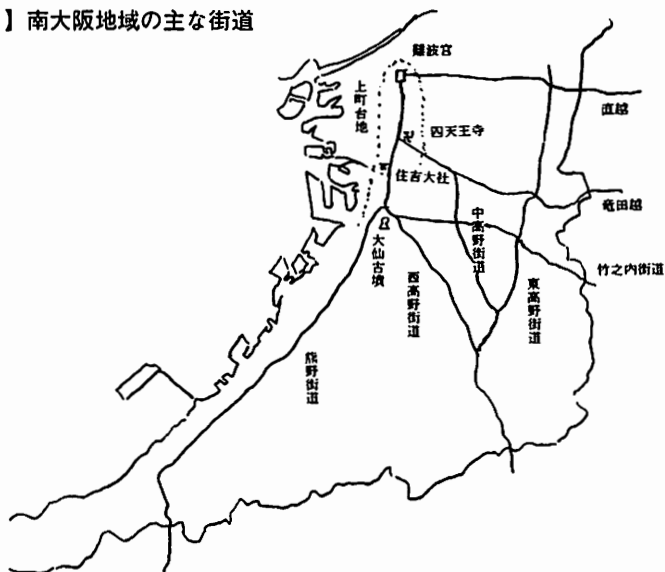 】南大阪地域の主な街道
難波宮
上町台地
直越
四天王寺
住吉大社
竜田越
中高野街道
大仙古墳
西高野街道
竹之内街道
東高野街道
熊野街道